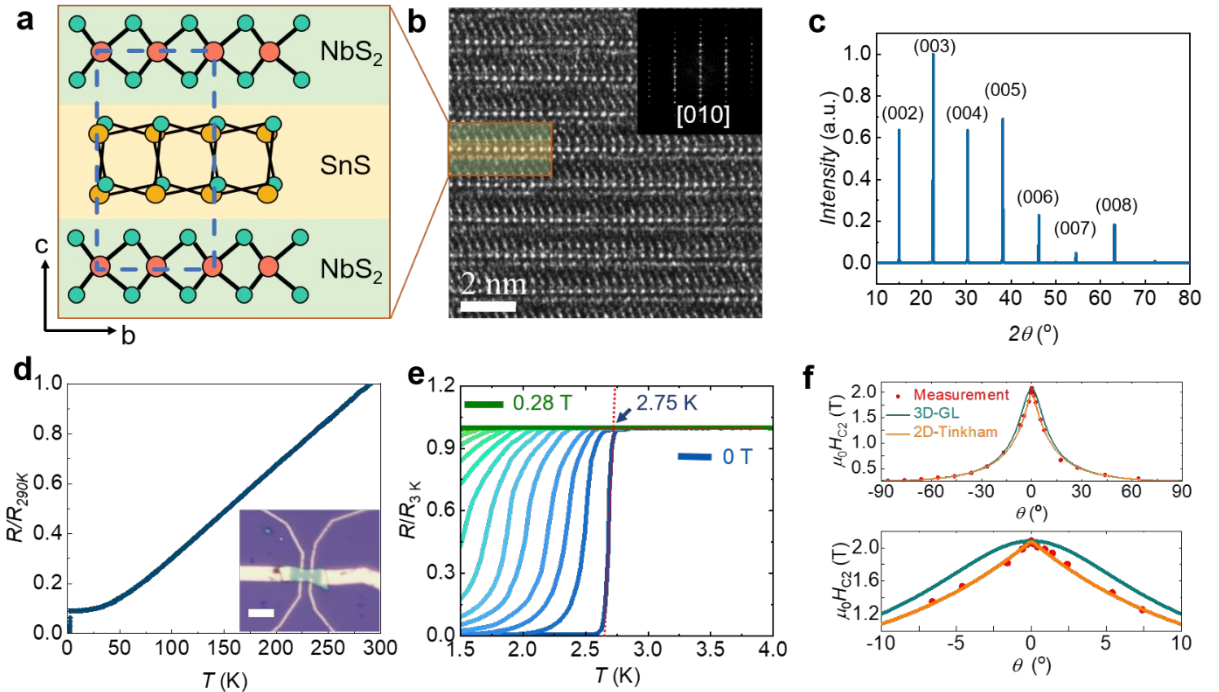 a
NbS₂
SnS
NbS₂
c
b
b
[010]
2 nm
c
Intensity (a.u.)
1.0
0.8
0.6
0.4
0.2
0.0
(002)
(003)
(004)
(005)
(006)
(007)
(008)
10 20 30 40 50 60 70 80
2θ (°)
d
R/R290K
1.0
0.8
0.6
0.4
0.2
0.0
0 50 100 150 200 250 300
T (K)
e
R/R3 K
1.2
0.9
0.6
0.3
0.0
0.28 T
2.75 K
0 T
1.5 2.0 2.5 3.0 3.5 4.0
T (K)
f
μ₀HC2 (T)
2.0
1.5
1.0
0.5
Measurement
3D-GL
2D-Tinkham
-90 -60 -30 0 30 60 90
θ (°)
μ₀HC2 (T)
2.0
1.6
1.2
-10 -5 0 5 10
θ (°)